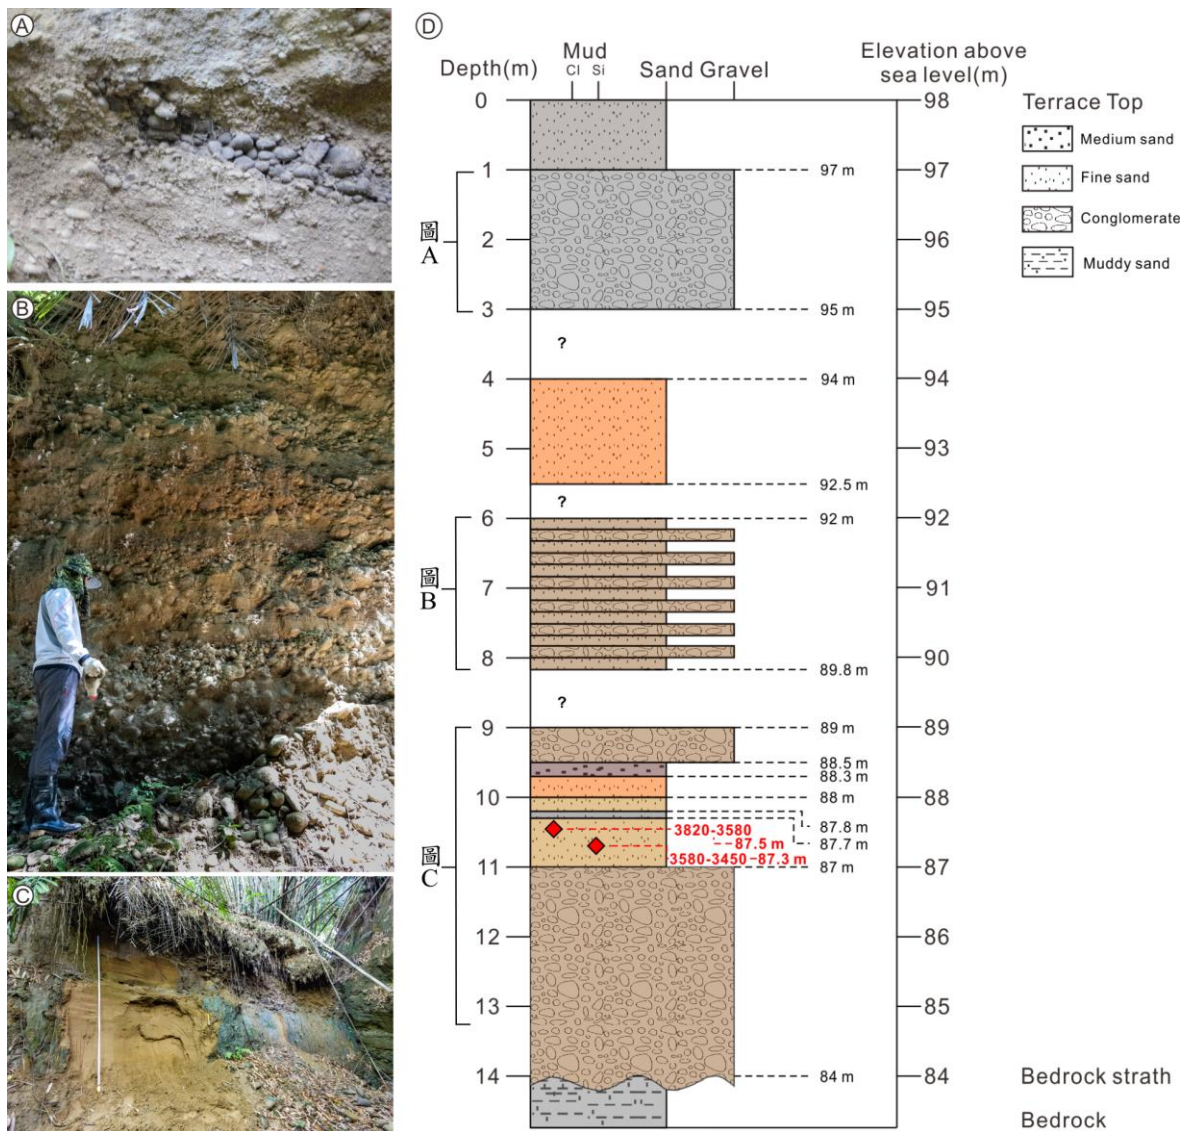 A
B
C
D
Depth(m)
Mud
Cl Si
Sand Gravel
Elevation above
sea level(m)
0
1
2
3
4
5
6
7
8
9
10
11
12
13
14
圖
A
圖
B
圖
C
?
?
?
97 m
95 m
94 m
92.5 m
92 m
89.8 m
89 m
88.5 m
88.3 m
88 m
87.8 m
87.7 m
3820-3580
87.5 m
3580-3450 87.3 m
87 m
84 m
98
97
96
95
94
93
92
91
90
89
88
87
86
85
84
Terrace Top
Medium sand
Fine sand
Conglomerate
Muddy sand
Bedrock strath
Bedrock